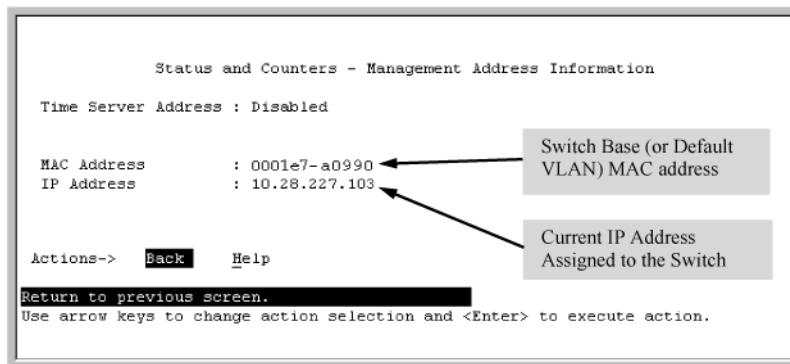 Status and Counters - Management Address Information
Time Server Address : Disabled
MAC Address : 0001e7-a09900
IP Address : 10.28.227.103
Switch Base (or Default
VLAN) MAC address
Current IP Address
Assigned to the Switch
Actions-> Back Help
Return to previous screen.
Use arrow keys to change action selection and <Enter> to execute action.